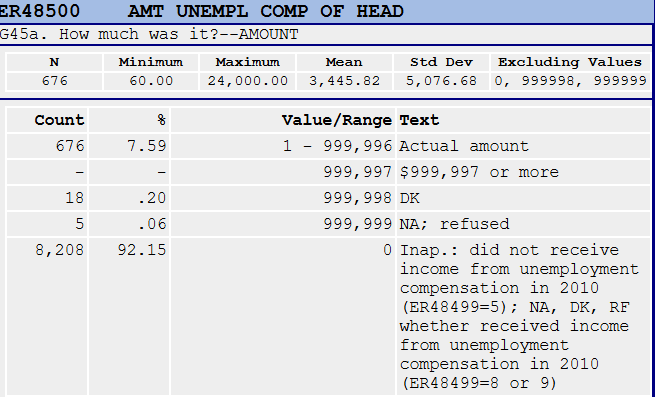 ER48500 AMT UNEMPL COMP OF HEAD
G45a. How much was it?--AMOUNT
N Minimum Maximum Mean Std Dev Excluding Values
676 60.00 24,000.00 3,445.82 5,076.68 0, 999998, 999999
Count % Value/Range Text
676 7.59 1 - 999,996 Actual amount
- - 999,997 $999,997 or more
18 .20 999,998 DK
5 .06 999,999 NA; refused
8,208 92.15 0 Inap.: did not receive
income from unemployment
compensation in 2010
(ER48499=5); NA, DK, RF
whether received income
from unemployment
compensation in 2010
(ER48499=8 or 9)